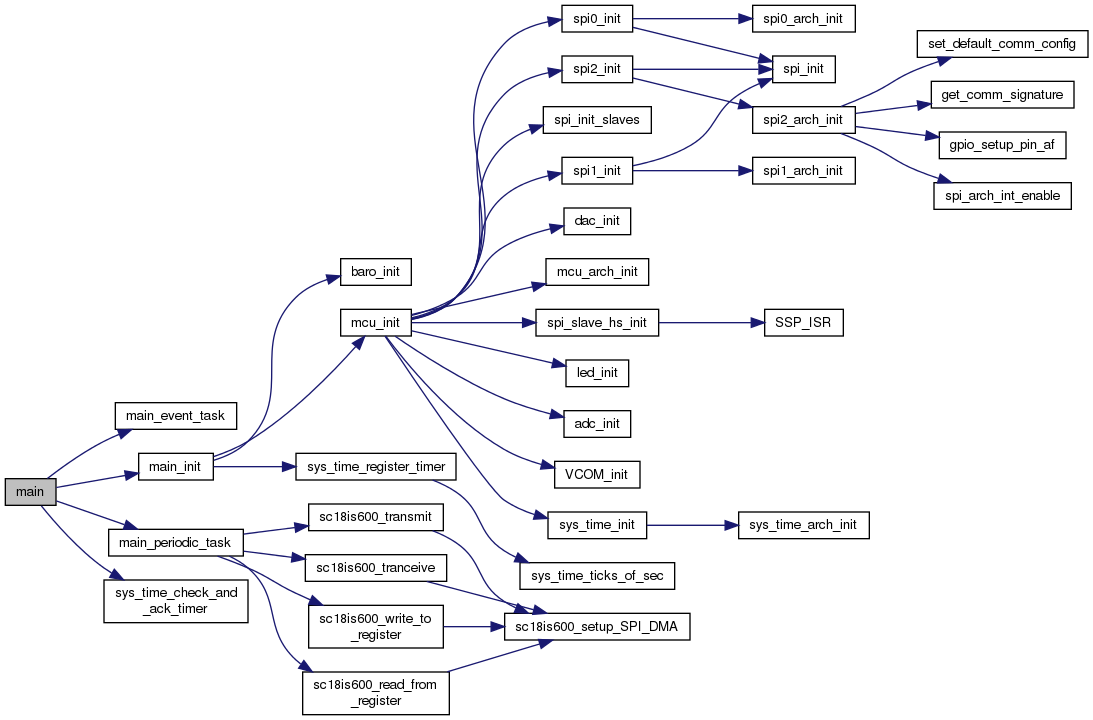 spi0_init
spi0_arch_init
set_default_comm_config
spi2_init
spi_init
get_comm_signature
spi_init_slaves
spi2_arch_init
gpio_setup_pin_af
spi1_init
spi1_arch_init
spi_arch_int_enable
dac_init
baro_init
mcu_arch_init
mcu_init
spi_slave_hs_init
SSP_ISR
led_init
main_event_task
adc_init
main_init
sys_time_register_timer
VCOM_init
main
sc18is600_transmit
sys_time_init
sys_time_arch_init
main_periodic_task
sc18is600_tranceive
sys_time_ticks_of_sec
sys_time_check_and
_ack_timer
sc18is600_write_to
_register
sc18is600_setup_SPI_DMA
sc18is600_read_from
_register